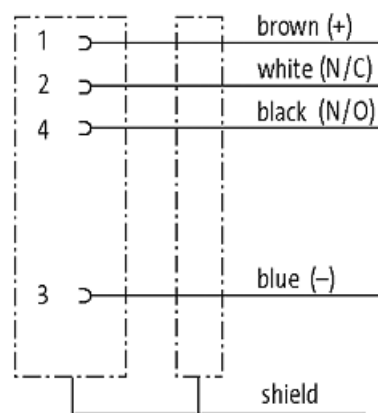 1 brown (+)
2 white (N/C)
4 black (N/O)
3 blue (–)
shield